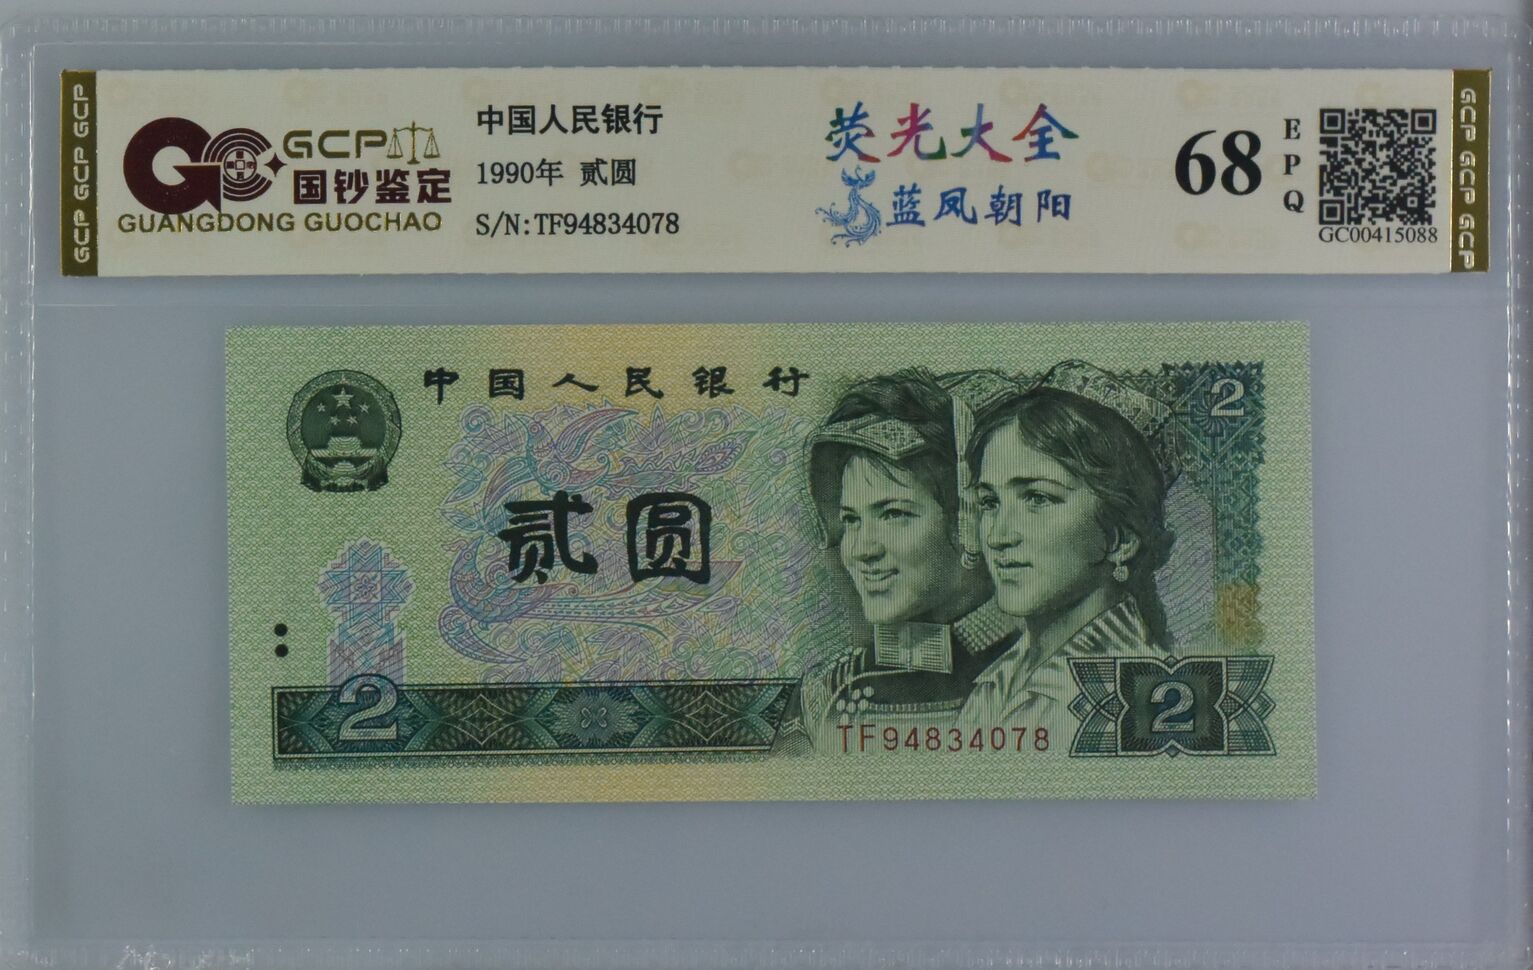 GCP GCP GCP
GCP
国钞鉴定
GUANGDONG GUOCHAO
中国人民银行
1990年 贰圆
S/N:TF94834078
荧光大全
蓝凤朝阳
68
EPQ
GC00415088
GCP GCP GCP
中国人民银行
2
贰圆
2
TF94834078
2